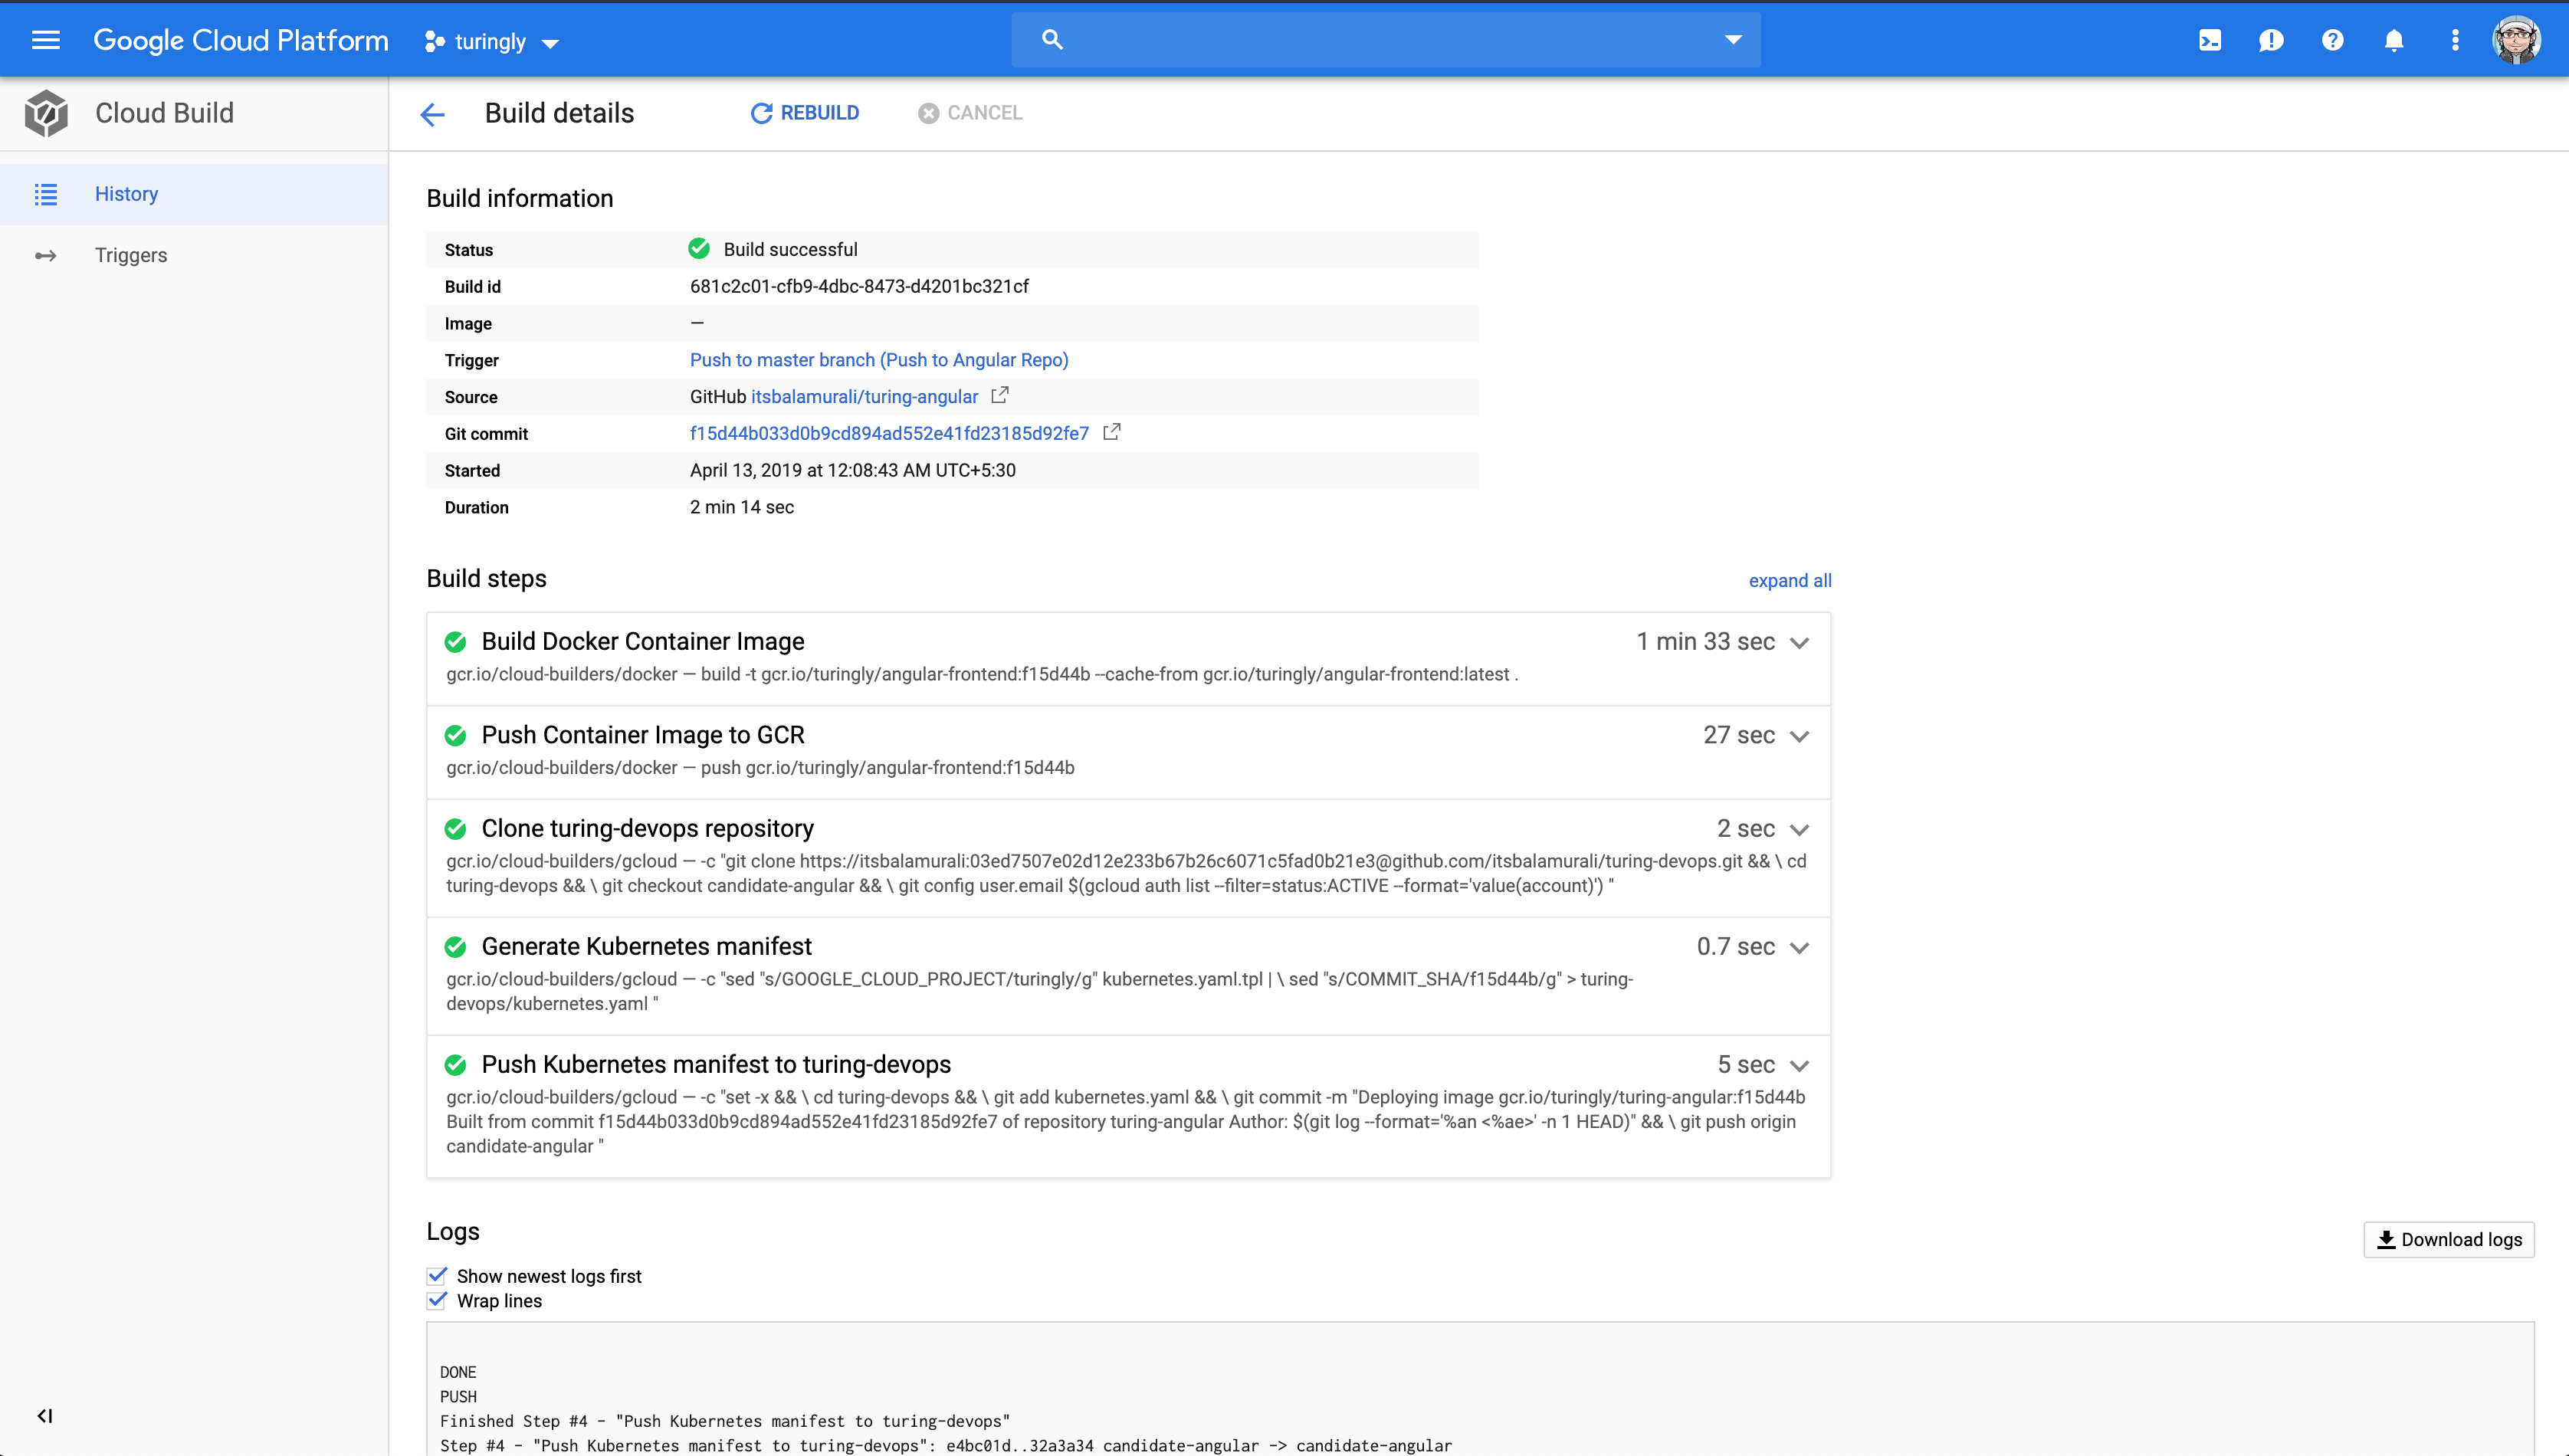 Google Cloud Platform turingly
Cloud Build
Build details REBUILD CANCEL
History
Triggers
Build information
Status Build successful
Build id 681c2c01-cfb9-4dbc-8473-d4201bc321cf
Image —
Trigger Push to master branch (Push to Angular Repo)
Source GitHub itsbalamurali/turing-angular
Git commit f15d44b033d0b9cd894ad552e41fd23185d92fe7
Started April 13, 2019 at 12:08:43 AM UTC+5:30
Duration 2 min 14 sec
Build steps expand all
Build Docker Container Image 1 min 33 sec
gcr.io/cloud-builders/docker — build -t gcr.io/turingly/angular-frontend:f15d44b --cache-from gcr.io/turingly/angular-frontend:latest .
Push Container Image to GCR 27 sec
gcr.io/cloud-builders/docker — push gcr.io/turingly/angular-frontend:f15d44b
Clone turing-devops repository 2 sec
gcr.io/cloud-builders/gcloud — -c "git clone https://itsbalamurali:03ed7507e02d12e233b67b26c6071c5fad0b21e3@github.com/itsbalamurali/turing-devops.git && \ cd
turing-devops && \ git checkout candidate-angular && \ git config user.email $(gcloud auth list --filter=status:ACTIVE --format='value(account)') "
Generate Kubernetes manifest 0.7 sec
gcr.io/cloud-builders/gcloud — -c "sed "s/GOOGLE_CLOUD_PROJECT/turingly/g" kubernetes.yaml.tpl | \ sed "s/COMMIT_SHA/f15d44b/g" > turing-
devops/kubernetes.yaml "
Push Kubernetes manifest to turing-devops 5 sec
gcr.io/cloud-builders/gcloud — -c "set -x && \ cd turing-devops && \ git add kubernetes.yaml && \ git commit -m "Deploying image gcr.io/turingly/turing-angular:f15d44b
Built from commit f15d44b033d0b9cd894ad552e41fd23185d92fe7 of repository turing-angular Author: $(git log --format='%an <%ae>' -n 1 HEAD)" && \ git push origin
candidate-angular "
Logs
Download logs
Show newest logs first
Wrap lines
DONE
PUSH
Finished Step #4 - "Push Kubernetes manifest to turing-devops"
Step #4 - "Push Kubernetes manifest to turing-devops": e4bc01d..32a3a34 candidate-angular -> candidate-angular